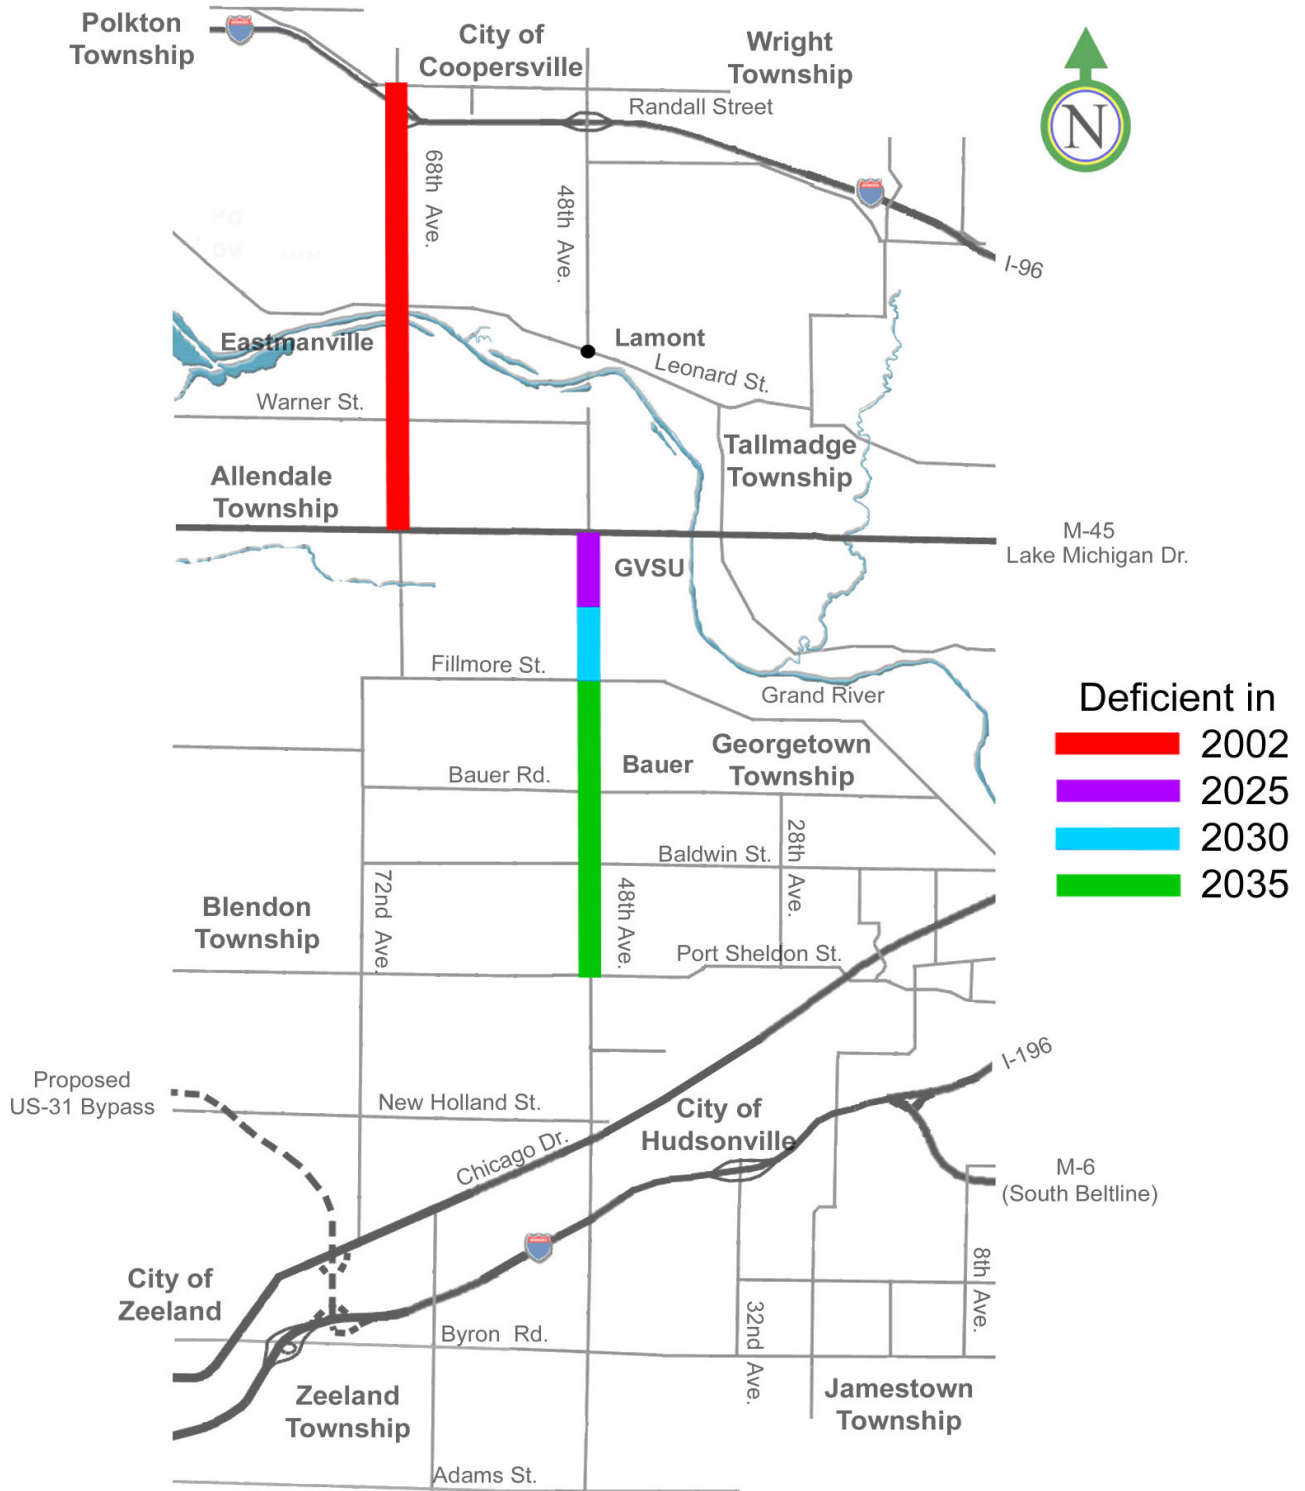 Polkton
Township
City of
Coopersville
Wright
Township
Randall Street
N
68th Ave.
48th Ave.
I-96
Eastmanville
Lamont
Leonard St.
Warner St.
Allendale
Township
Tallmadge
Township
M-45
Lake Michigan Dr.
GVSU
Fillmore St.
Grand River
Deficient in
2002
2025
2030
2035
Bauer Rd.
Bauer
Georgetown
Township
28th Ave.
Baldwin St.
72nd Ave.
48th Ave.
Blendon
Township
Port Sheldon St.
I-196
Proposed
US-31 Bypass
New Holland St.
Chicago Dr.
City of
Hudsonville
M-6
(South Beltline)
City of
Zeeland
8th Ave.
32nd Ave.
Byron Rd.
Zeeland
Township
Jamestown
Township
Adams St.